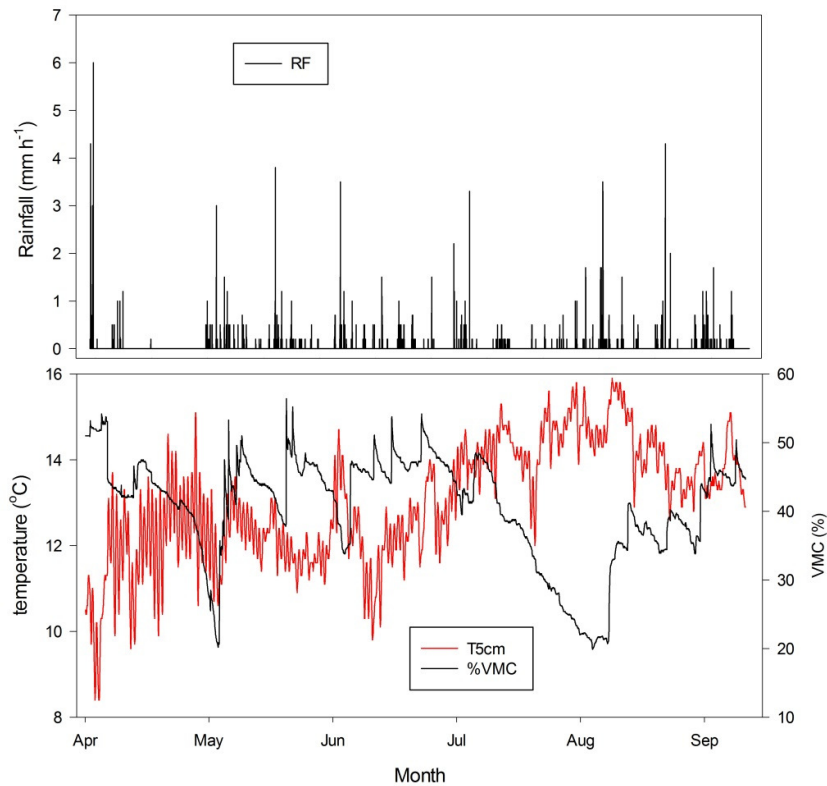 7
6
5
4
3
2
1
0
Rainfall (mm h⁻¹)
RF
16
14
12
10
8
temperature (°C)
60
50
40
30
20
10
VMC (%)
T5cm
%VMC
Apr May Jun Jul Aug Sep
Month